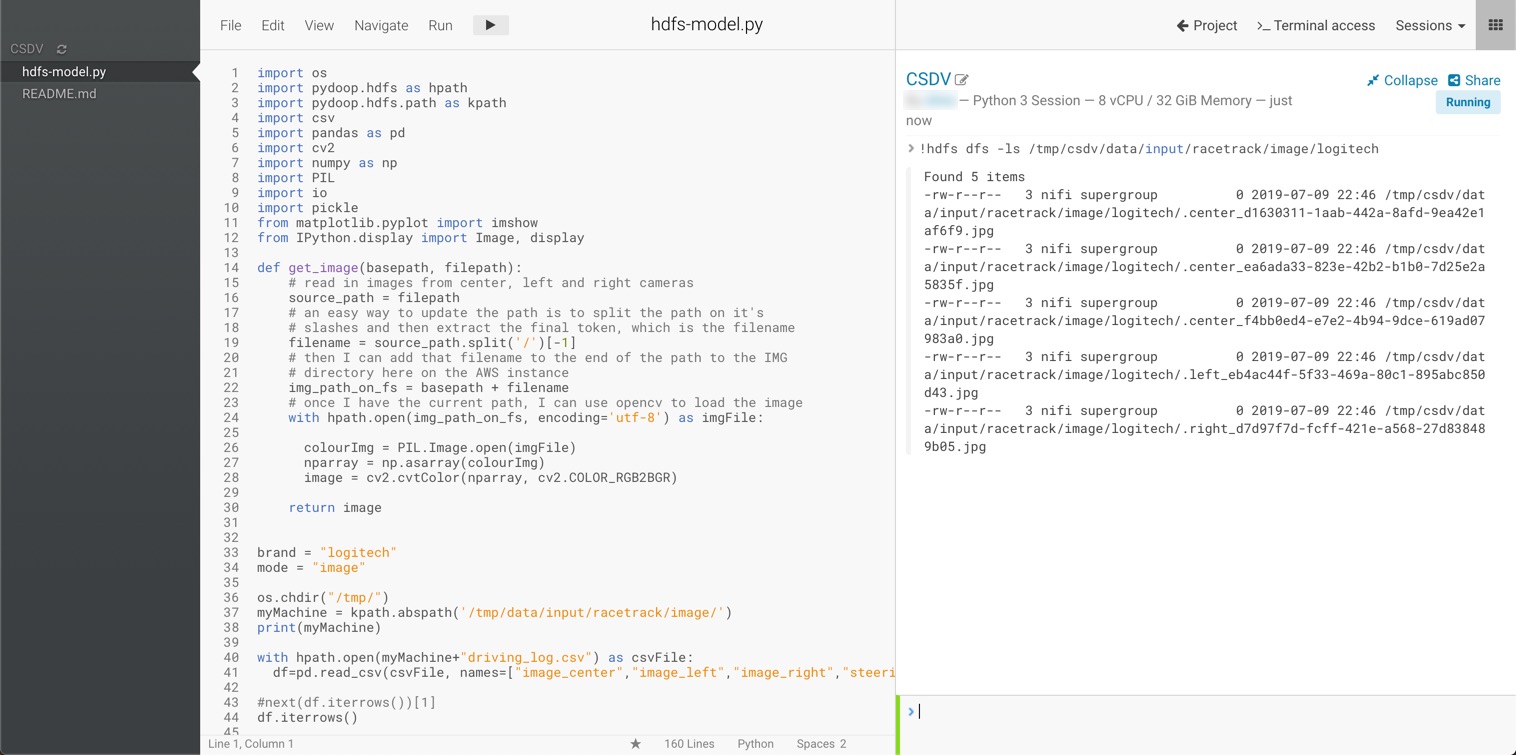 CSDV
hdfs-model.py
README.md
File Edit View Navigate Run
hdfs-model.py
1 import os
2 import pydoop.hdfs as hpath
3 import pydoop.hdfs.path as kpath
4 import csv
5 import pandas as pd
6 import cv2
7 import numpy as np
8 import PIL
9 import io
10 import pickle
11 from matplotlib.pyplot import imshow
12 from IPython.display import Image, display
13
14 def get_image(basepath, filepath):
15     # read in images from center, left and right cameras
16     source_path = filepath
17     # an easy way to update the path is to split the path on it's
18     # slashes and then extract the final token, which is the filename
19     filename = source_path.split('/')[-1]
20     # then I can add that filename to the end of the path to the IMG
21     # directory here on the AWS instance
22     img_path_on_fs = basepath + filename
23     # once I have the current path, I can use opencv to load the image
24     with hpath.open(img_path_on_fs, encoding='utf-8') as imgFile:
25
26       colourImg = PIL.Image.open(imgFile)
27       nparray = np.asarray(colourImg)
28       image = cv2.cvtColor(nparray, cv2.COLOR_RGB2BGR)
29
30     return image
31
32
33 brand = "logitech"
34 mode = "image"
35
36 os.chdir("/tmp/")
37 myMachine = kpath.abspath('/tmp/data/input/racetrack/image/')
38 print(myMachine)
39
40 with hpath.open(myMachine+"driving_log.csv") as csvFile:
41   df=pd.read_csv(csvFile, names=["image_center","image_left","image_right","steeri
42
43 #next(df.iterrows())[1]
44 df.iterrows()
45
Line 1, Column 1 ★ 160 Lines Python Spaces 2
Project >_ Terminal access Sessions
CSDV
Collapse Share
— Python 3 Session — 8 vCPU / 32 GiB Memory — just
now
Running
> !hdfs dfs -ls /tmp/csdv/data/input/racetrack/image/logitech
Found 5 items
-rw-r--r--   3 nifi supergroup          0 2019-07-09 22:46 /tmp/csdv/dat
a/input/racetrack/image/logitech/.center_d1630311-1aab-442a-8afd-9ea42e1
af6f9.jpg
-rw-r--r--   3 nifi supergroup          0 2019-07-09 22:46 /tmp/csdv/dat
a/input/racetrack/image/logitech/.center_ea6ada33-823e-42b2-b1b0-7d25e2a
5835f.jpg
-rw-r--r--   3 nifi supergroup          0 2019-07-09 22:46 /tmp/csdv/dat
a/input/racetrack/image/logitech/.center_f4bb0ed4-e7e2-4b94-9dce-619ad07
983a0.jpg
-rw-r--r--   3 nifi supergroup          0 2019-07-09 22:46 /tmp/csdv/dat
a/input/racetrack/image/logitech/.left_eb4ac44f-5f33-469a-80c1-895abc850
d43.jpg
-rw-r--r--   3 nifi supergroup          0 2019-07-09 22:46 /tmp/csdv/dat
a/input/racetrack/image/logitech/.right_d7d97f7d-fcff-421e-a568-27d83848
9b05.jpg
>